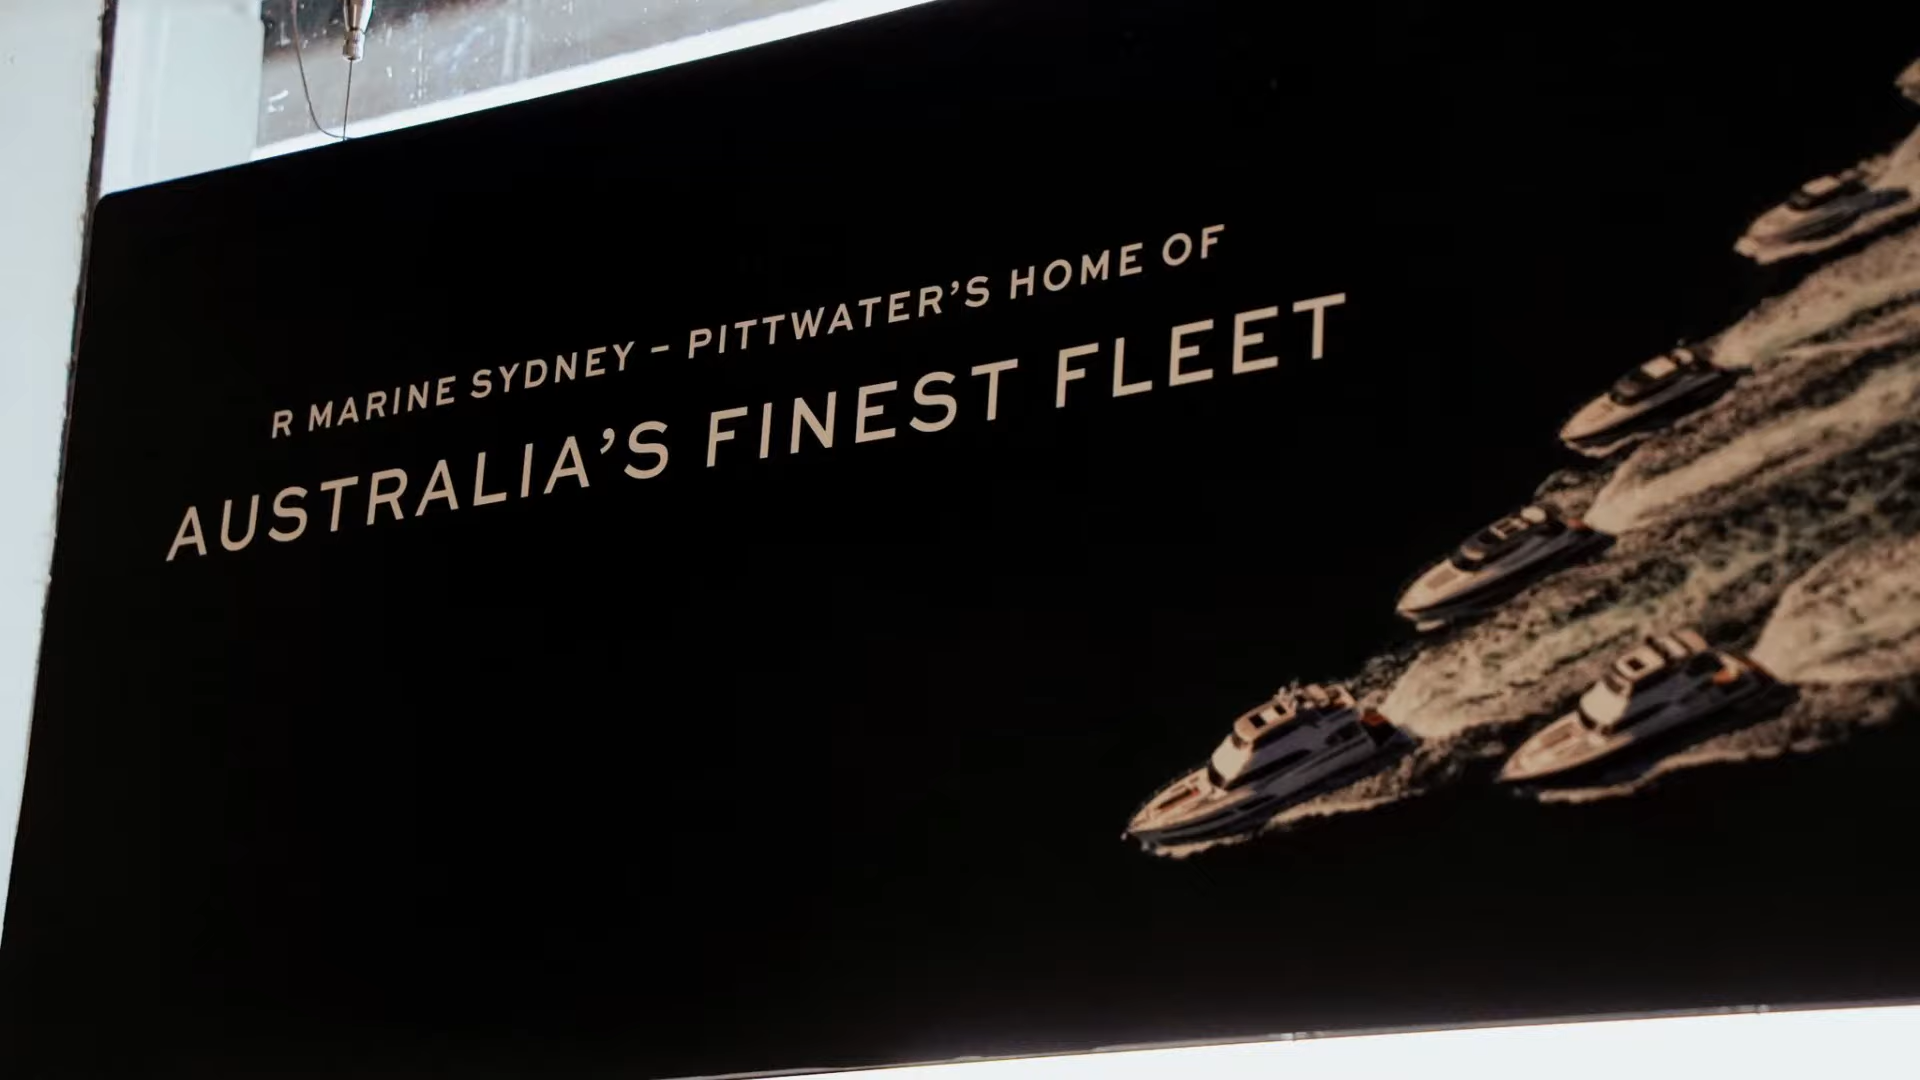 R MARINE SYDNEY – PITTWATER’S HOME OF
AUSTRALIA’S FINEST FLEET